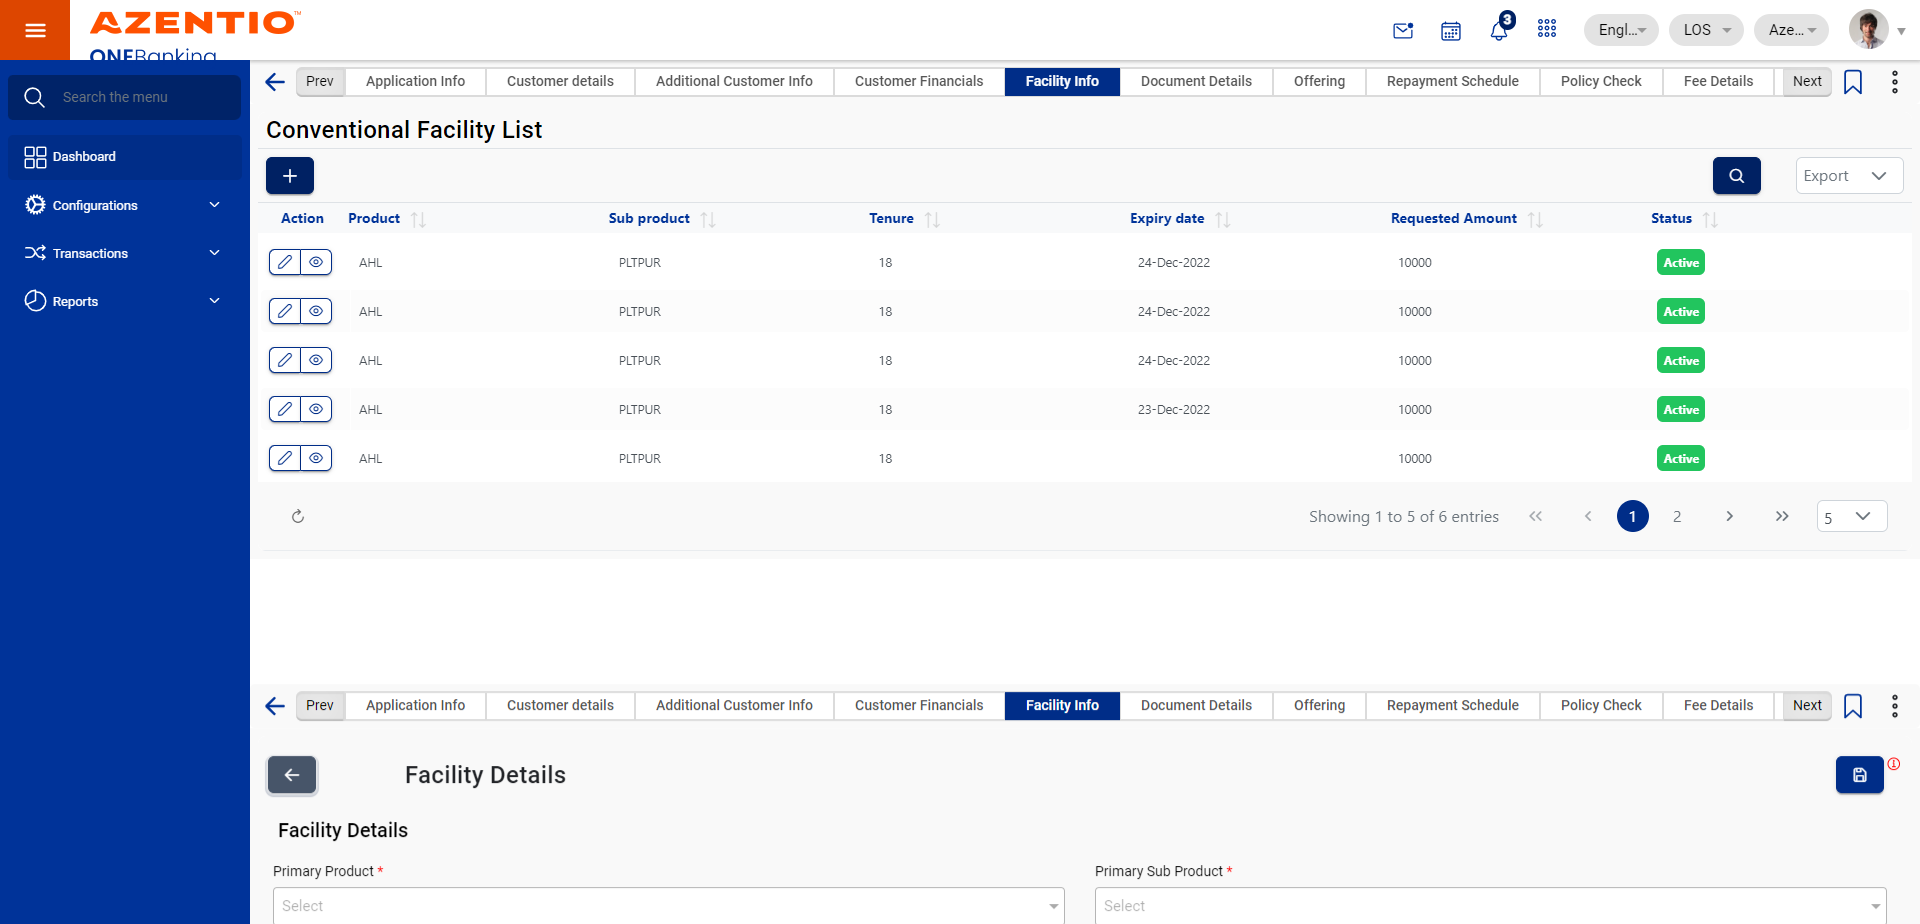 AZENTIO™
ONEBanking
3
Engl...
LOS
Aze...
Search the menu
Dashboard
Configurations
Transactions
Reports
Prev
Application Info
Customer details
Additional Customer Info
Customer Financials
Facility Info
Document Details
Offering
Repayment Schedule
Policy Check
Fee Details
Next
Conventional Facility List
Export
Action Product Sub product Tenure Expiry date Requested Amount Status
AHL PLTPUR 18 24-Dec-2022 10000 Active
AHL PLTPUR 18 24-Dec-2022 10000 Active
AHL PLTPUR 18 24-Dec-2022 10000 Active
AHL PLTPUR 18 23-Dec-2022 10000 Active
AHL PLTPUR 18 10000 Active
Showing 1 to 5 of 6 entries
1
2
5
Prev
Application Info
Customer details
Additional Customer Info
Customer Financials
Facility Info
Document Details
Offering
Repayment Schedule
Policy Check
Fee Details
Next
Facility Details
Facility Details
Primary Product *
Primary Sub Product *
Select
Select